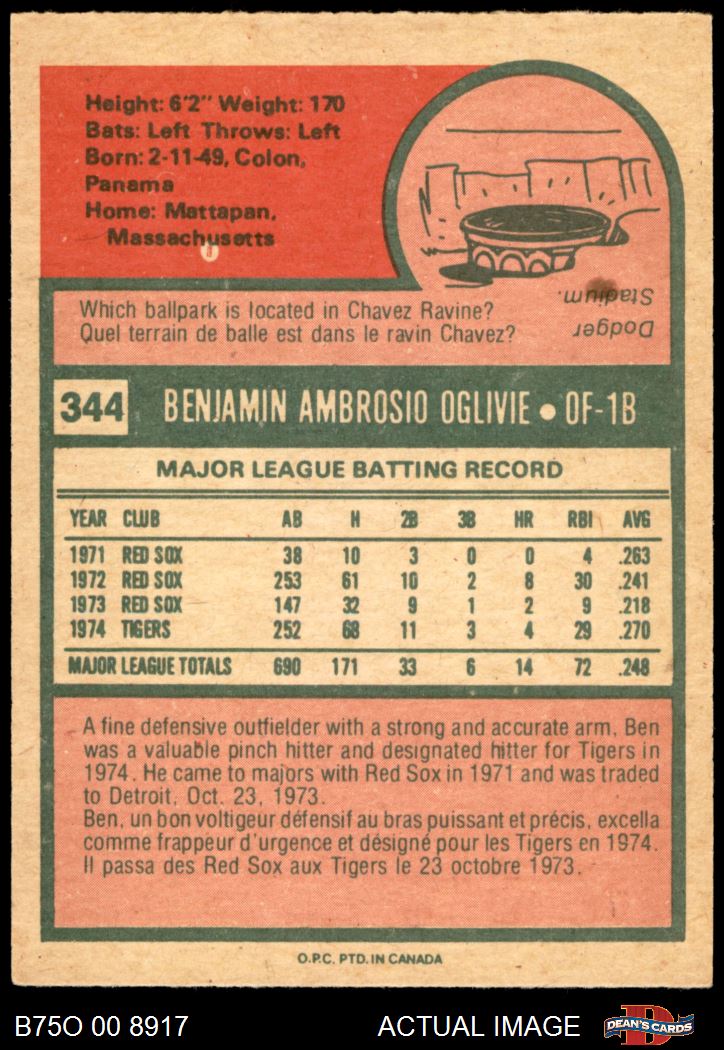 Height: 6'2" Weight: 170
Bats: Left Throws: Left
Born: 2-11-49, Colon,
Panama
Home: Mattapan,
Massachusetts
Dodger
Stadium.
Which ballpark is located in Chavez Ravine?
Quel terrain de balle est dans le ravin Chavez?
344 BENJAMIN AMBROSIO OGLIVIE • OF-1B
MAJOR LEAGUE BATTING RECORD
YEAR CLUB AB H 2B 3B HR RBI AVG
1971 RED SOX 38 10 3 0 0 4 .263
1972 RED SOX 253 61 10 2 8 30 .241
1973 RED SOX 147 32 9 1 2 9 .218
1974 TIGERS 252 68 11 3 4 29 .270
MAJOR LEAGUE TOTALS 690 171 33 6 14 72 .248
A fine defensive outfielder with a strong and accurate arm, Ben
was a valuable pinch hitter and designated hitter for Tigers in
1974. He came to majors with Red Sox in 1971 and was traded
to Detroit, Oct. 23, 1973.
Ben, un bon voltigeur défensif au bras puissant et précis, excella
comme frappeur d'urgence et désigné pour les Tigers en 1974.
Il passa des Red Sox aux Tigers le 23 octobre 1973.
O.P.C. PTD. IN CANADA
B75O 00 8917 ACTUAL IMAGE DEAN'S CARDS